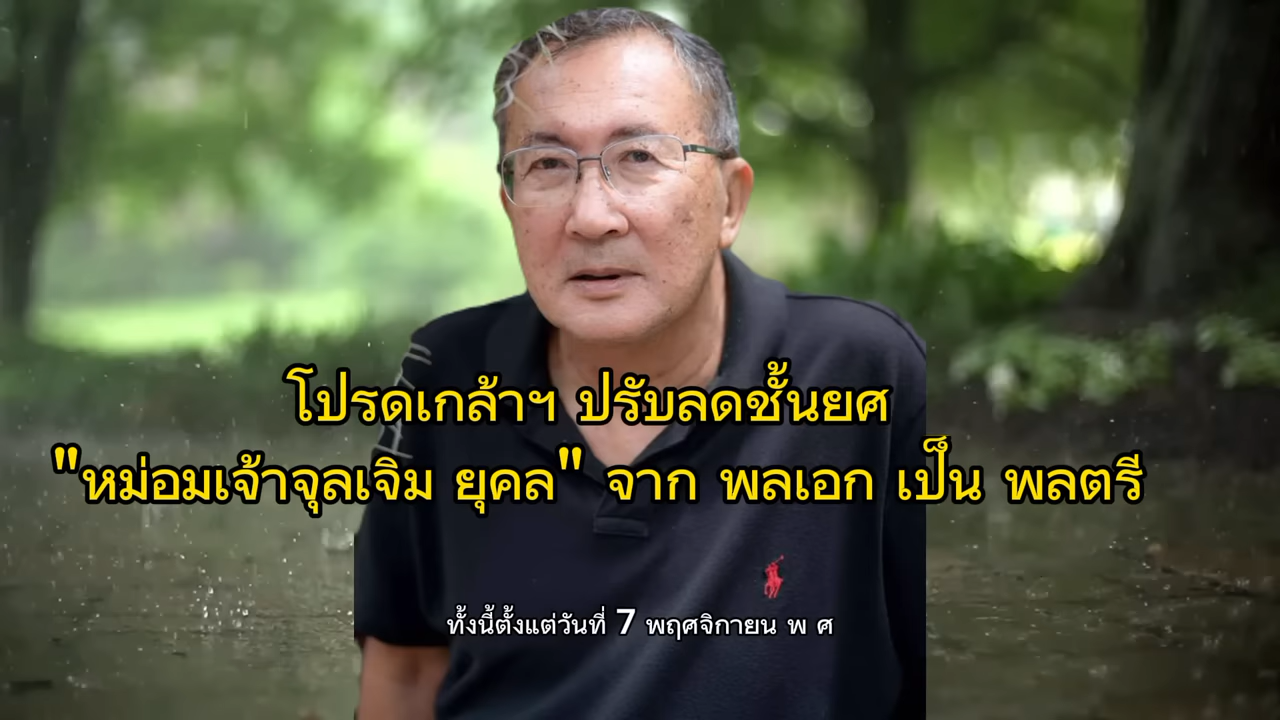 โปรดเกล้าฯ ปรับลดชั้นยศ
"หม่อมเจ้าจุลเจิม ยุคล" จาก พลเอก เป็น พลตรี
ทั้งนี้ตั้งแต่วันที่ 7 พฤศจิกายน พ ศ